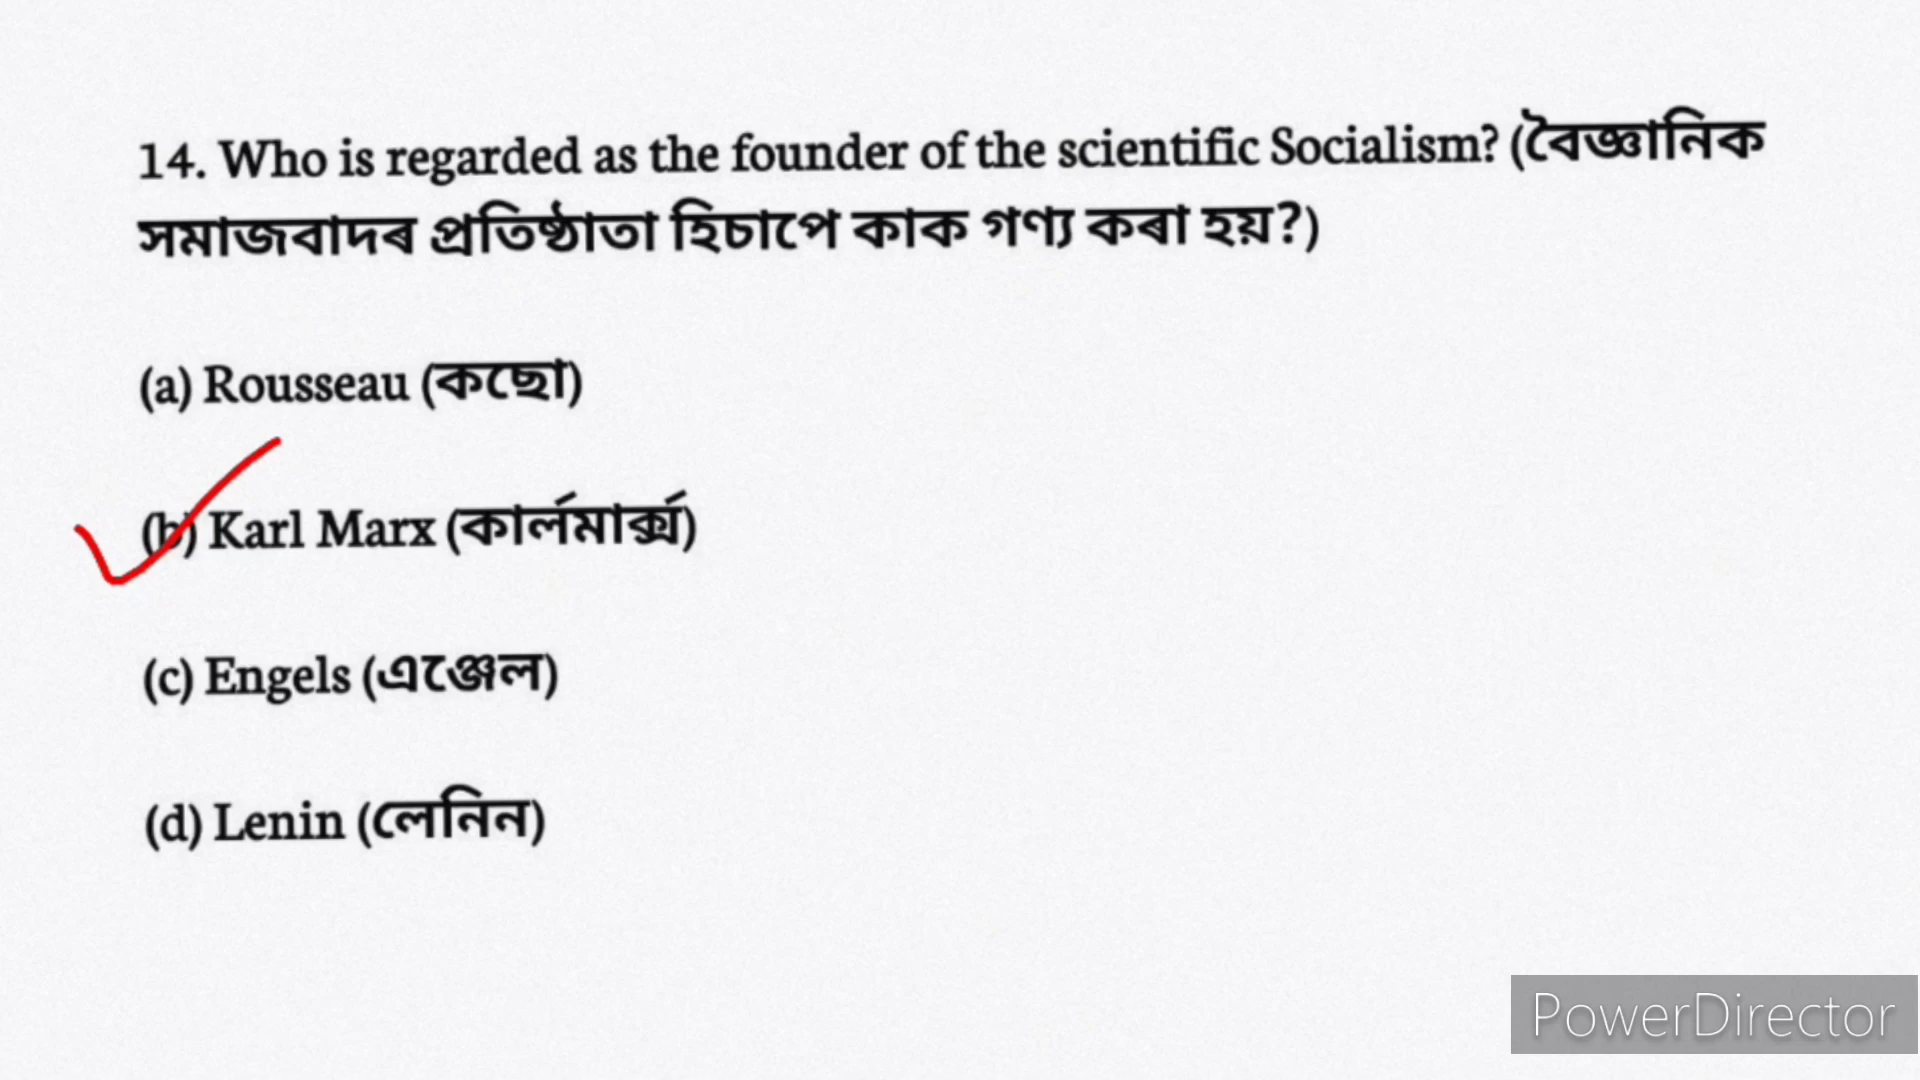 14. Who is regarded as the founder of the scientific Socialism? (বৈজ্ঞানিক
সমাজবাদৰ প্ৰতিষ্ঠাতা হিচাপে কাক গণ্য কৰা হয়?)
(a) Rousseau (কছো)
(b) Karl Marx (কাৰ্লমাৰ্ক্স)
(c) Engels (এঞ্জেল)
(d) Lenin (লেনিন)
PowerDirector